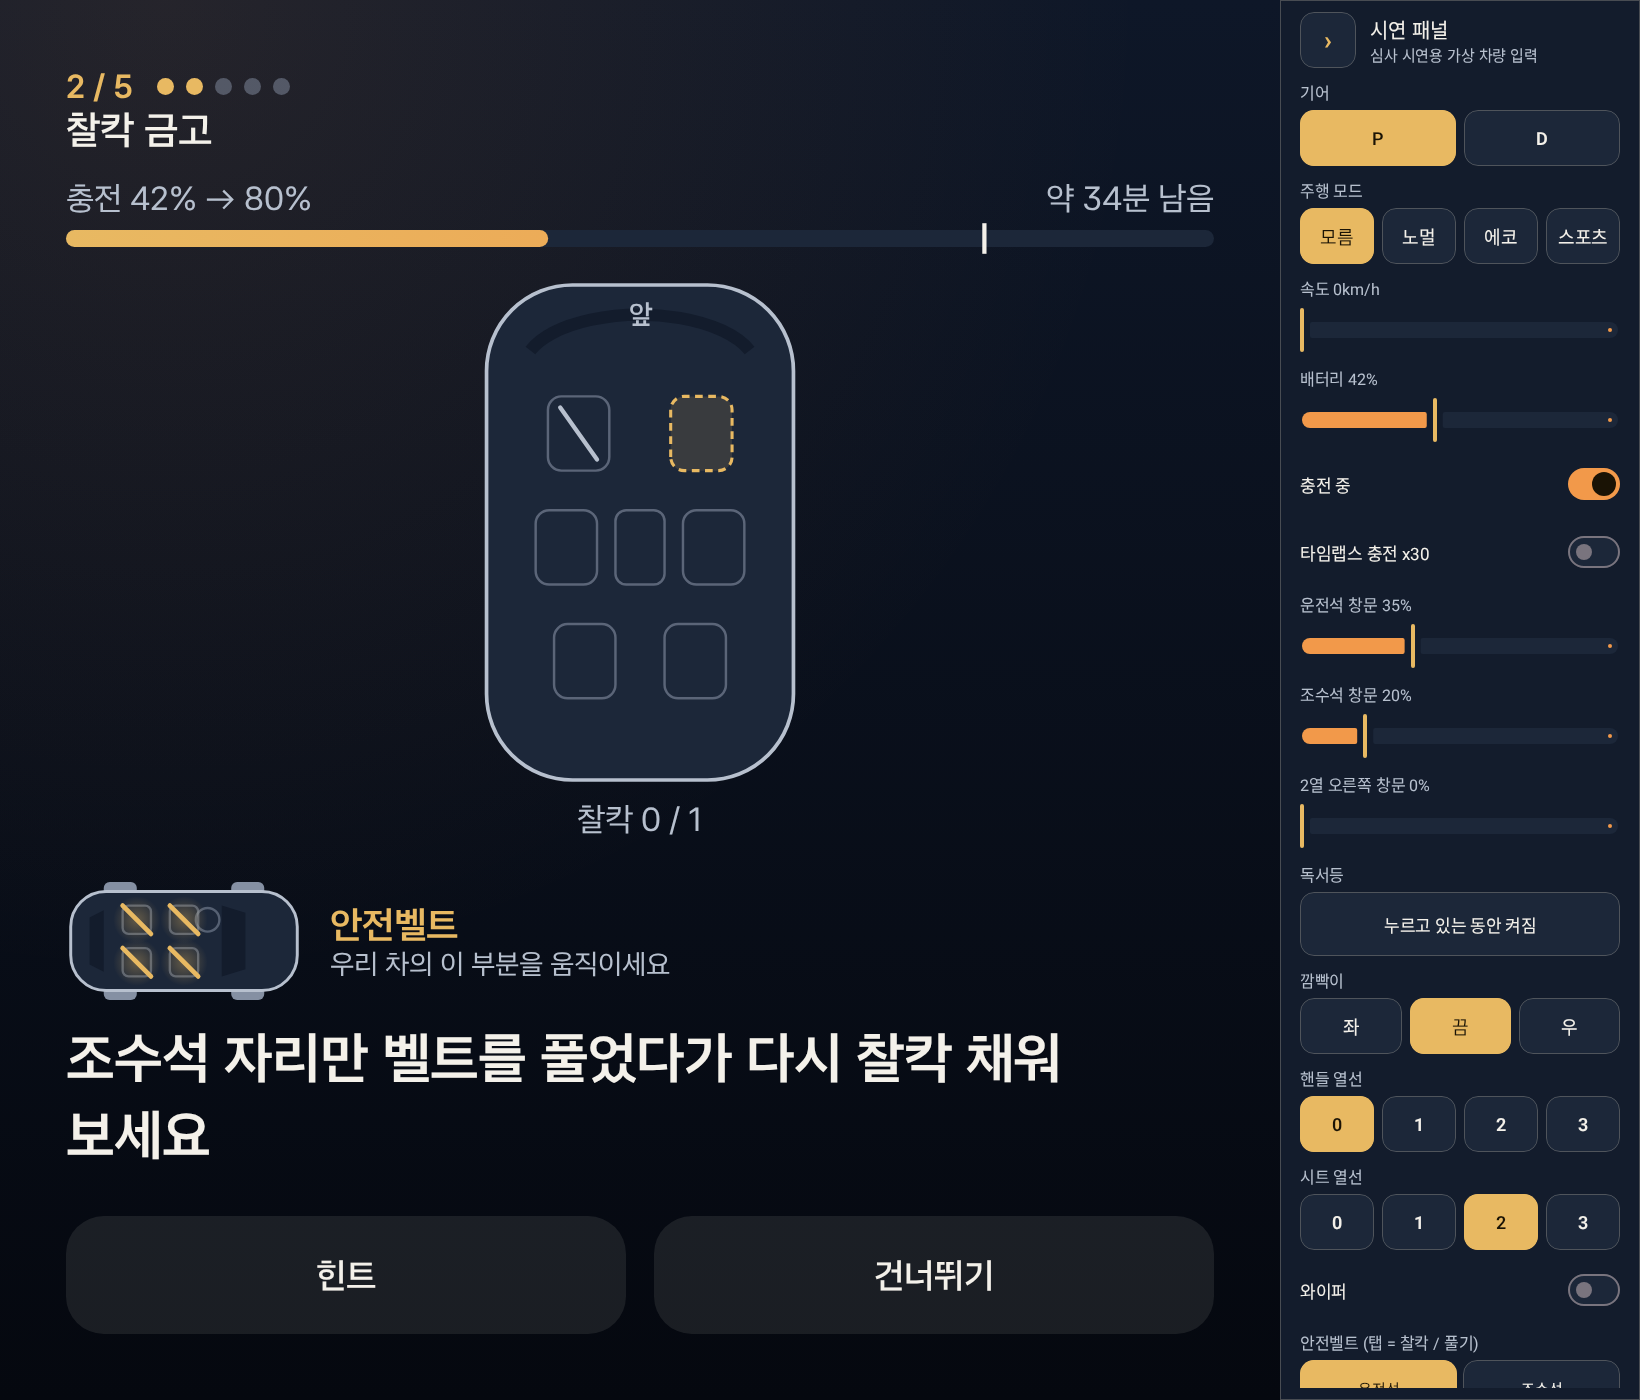 2 / 5
찰칵 금고
충전 42% → 80%
약 34분 남음
앞
찰칵 0 / 1
안전벨트
우리 차의 이 부분을 움직이세요
조수석 자리만 벨트를 풀었다가 다시 찰칵 채워
보세요
힌트
건너뛰기
시연 패널
심사 시연용 가상 차량 입력
기어
P
D
주행 모드
모름
노멀
에코
스포츠
속도 0km/h
배터리 42%
충전 중
타임랩스 충전 x30
운전석 창문 35%
조수석 창문 20%
2열 오른쪽 창문 0%
독서등
누르고 있는 동안 켜짐
깜빡이
좌
끔
우
핸들 열선
0
1
2
3
시트 열선
0
1
2
3
와이퍼
안전벨트 (탭 = 찰칵 / 풀기)